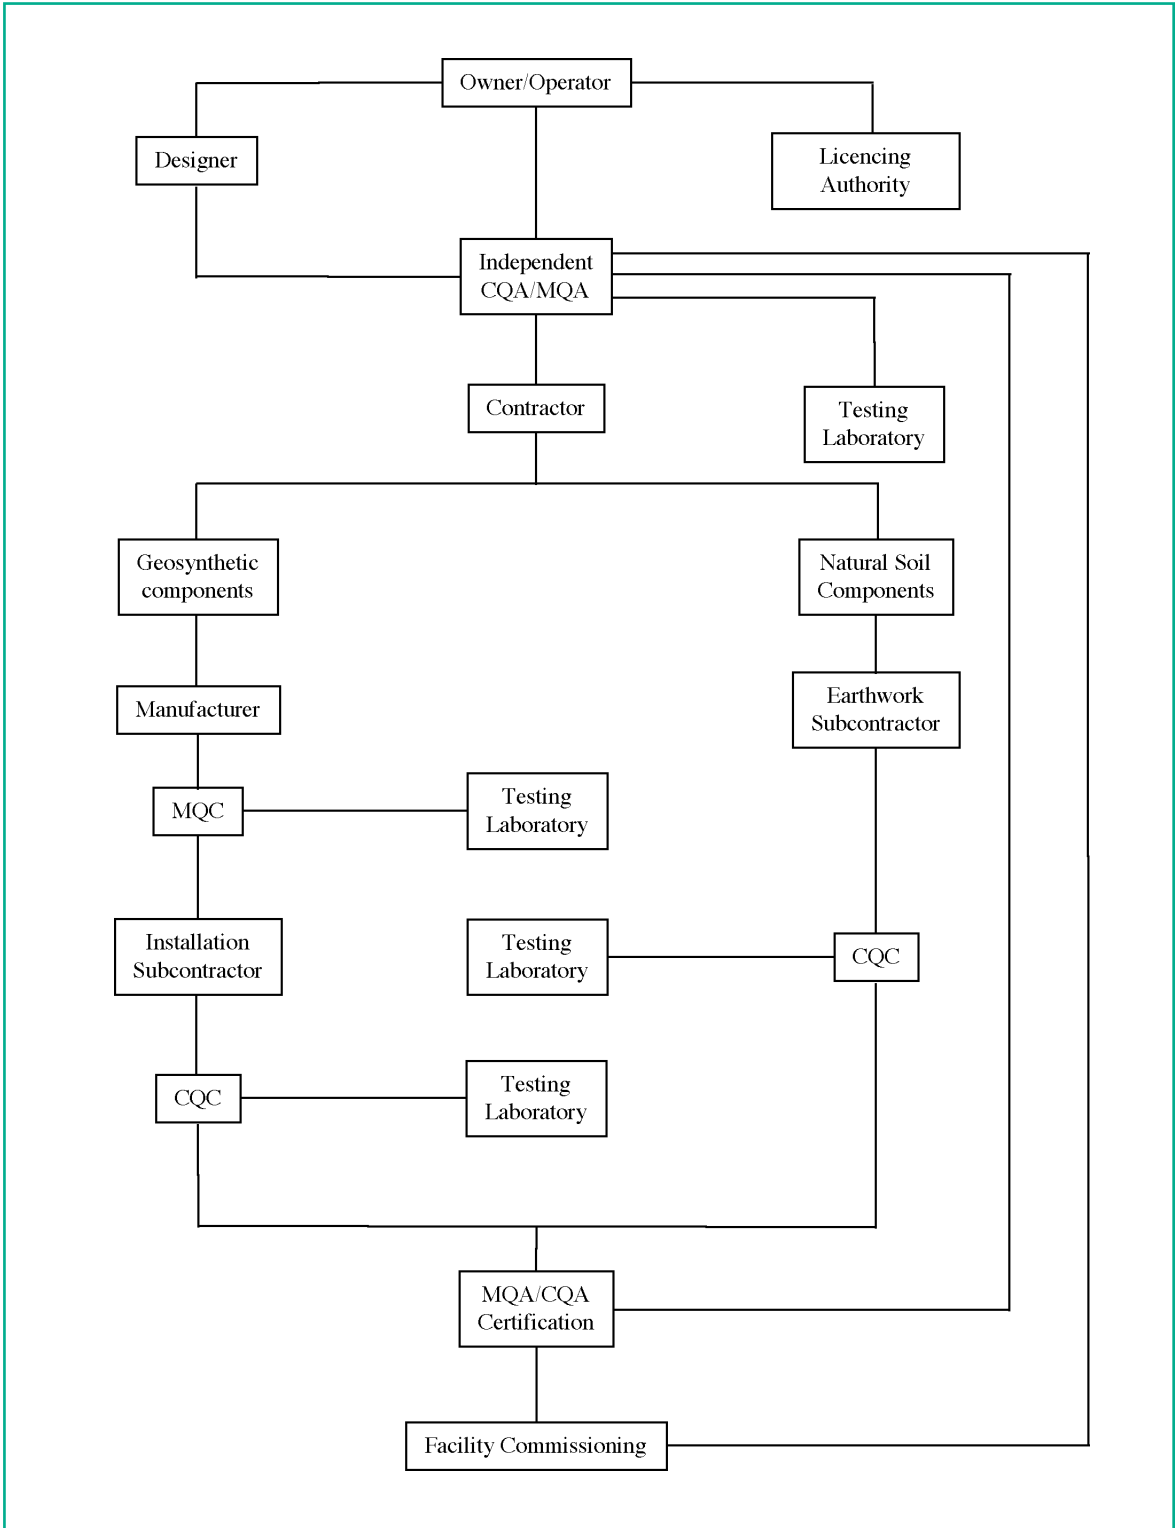 Owner/Operator
Designer
Licencing
Authority
Independent
CQA/MQA
Contractor
Testing
Laboratory
Geosynthetic
components
Natural Soil
Components
Manufacturer
Earthwork
Subcontractor
MQC
Testing
Laboratory
Installation
Subcontractor
Testing
Laboratory
CQC
CQC
Testing
Laboratory
MQA/CQA
Certification
Facility Commissioning